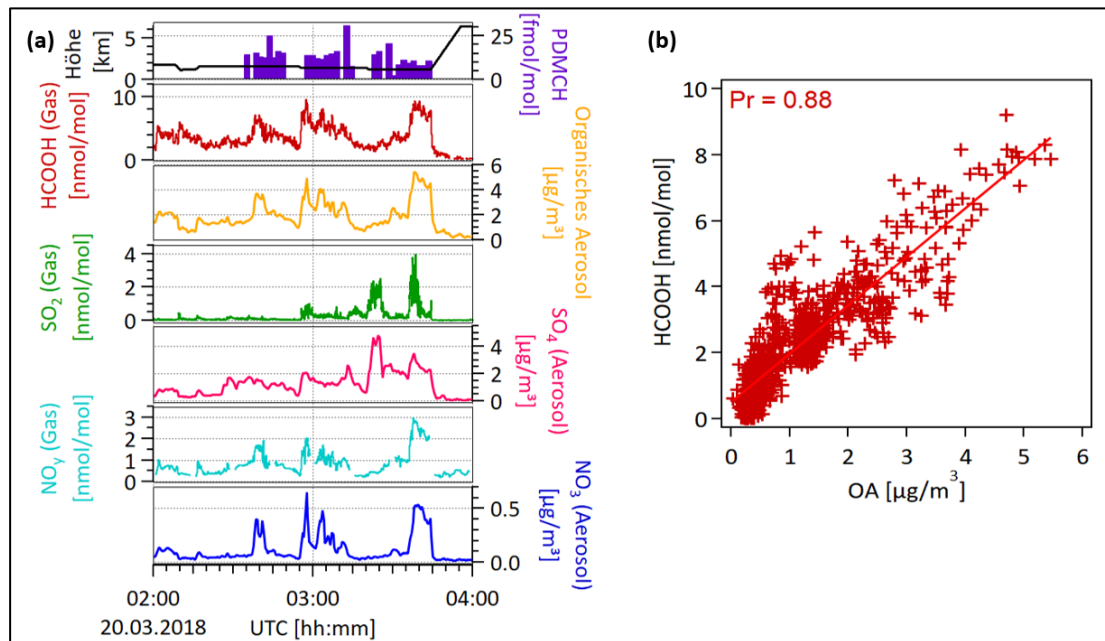 (a)
Höhe
[km]
5
0
25
0
PDMCH
[fmol/mol]
HCOOH (Gas)
[nmol/mol]
10
0
Organisches Aerosol
[µg/m³]
6
4
2
0
SO2 (Gas)
[nmol/mol]
4
2
0
SO4 (Aerosol)
[µg/m³]
4
2
0
NOy (Gas)
[nmol/mol]
3
2
1
0
NO3 (Aerosol)
[µg/m³]
0.5
0.0
02:00 03:00 04:00
20.03.2018 UTC [hh:mm]
(b)
Pr = 0.88
HCOOH [nmol/mol]
8
6
4
2
0
0 1 2 3 4 5 6
OA [µg/m³]